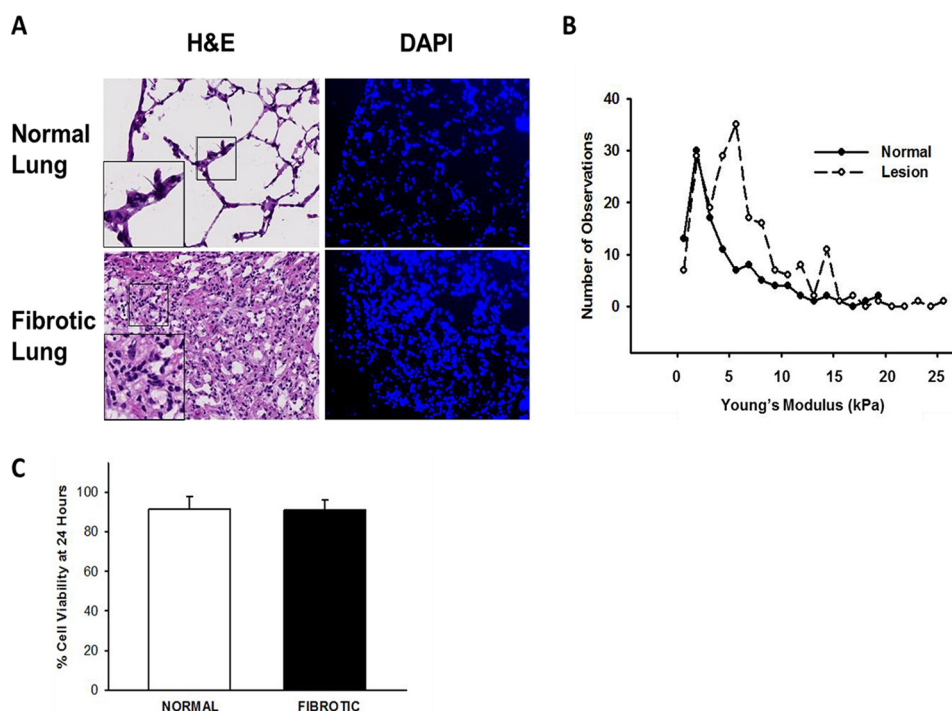 A
H&E
DAPI
Normal
Lung
Fibrotic
Lung
B
40
30
20
10
0
Number of Observations
Normal
Lesion
0 5 10 15 20 25
Young's Modulus (kPa)
C
100
80
60
40
20
0
% Cell Viability at 24 Hours
NORMAL FIBROTIC